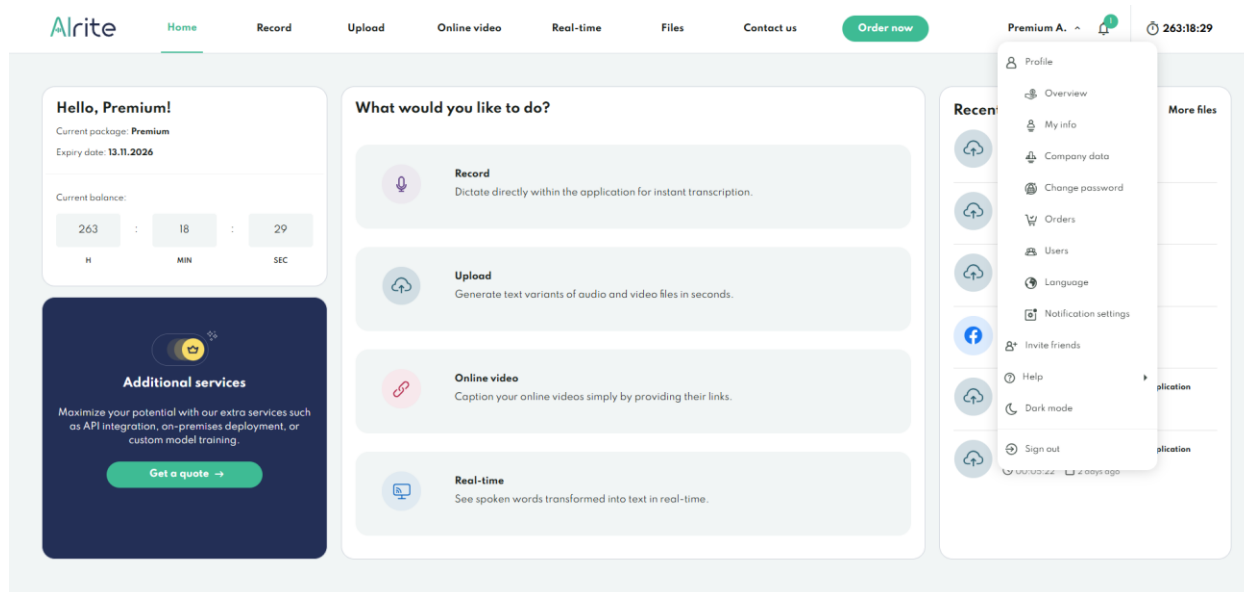 AIrite
Home
Record
Upload
Online video
Real-time
Files
Contact us
Order now
Premium A.
1
263:18:29
Hello, Premium!
Current package: Premium
Expiry date: 13.11.2026
Current balance:
263 : 18 : 29
H MIN SEC
Additional services
Maximize your potential with our extra services such
as API integration, on-premises deployment, or
custom model training.
Get a quote →
What would you like to do?
Record
Dictate directly within the application for instant transcription.
Upload
Generate text variants of audio and video files in seconds.
Online video
Caption your online videos simply by providing their links.
Real-time
See spoken words transformed into text in real-time.
Recen
More files
plication
plication
00:05:22 2 days ago
Profile
Overview
My info
Company data
Change password
Orders
Users
Language
Notification settings
Invite friends
Help
Dark mode
Sign out